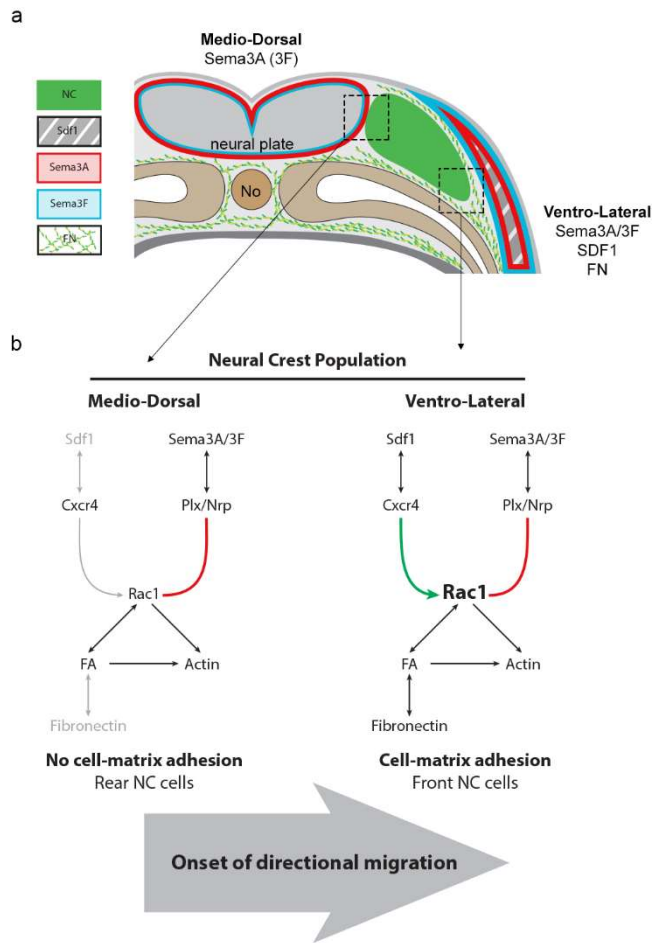 a
Medio-Dorsal
Sema3A (3F)
NC
Sdf1
Sema3A
Sema3F
FN
neural plate
No
Ventro-Lateral
Sema3A/3F
SDF1
FN
b
Neural Crest Population
Medio-Dorsal
Ventro-Lateral
Sdf1
Sema3A/3F
Sdf1
Sema3A/3F
Cxcr4
Plx/Nrp
Cxcr4
Plx/Nrp
Rac1
Rac1
FA
Actin
FA
Actin
Fibronectin
Fibronectin
No cell-matrix adhesion
Rear NC cells
Cell-matrix adhesion
Front NC cells
Onset of directional migration